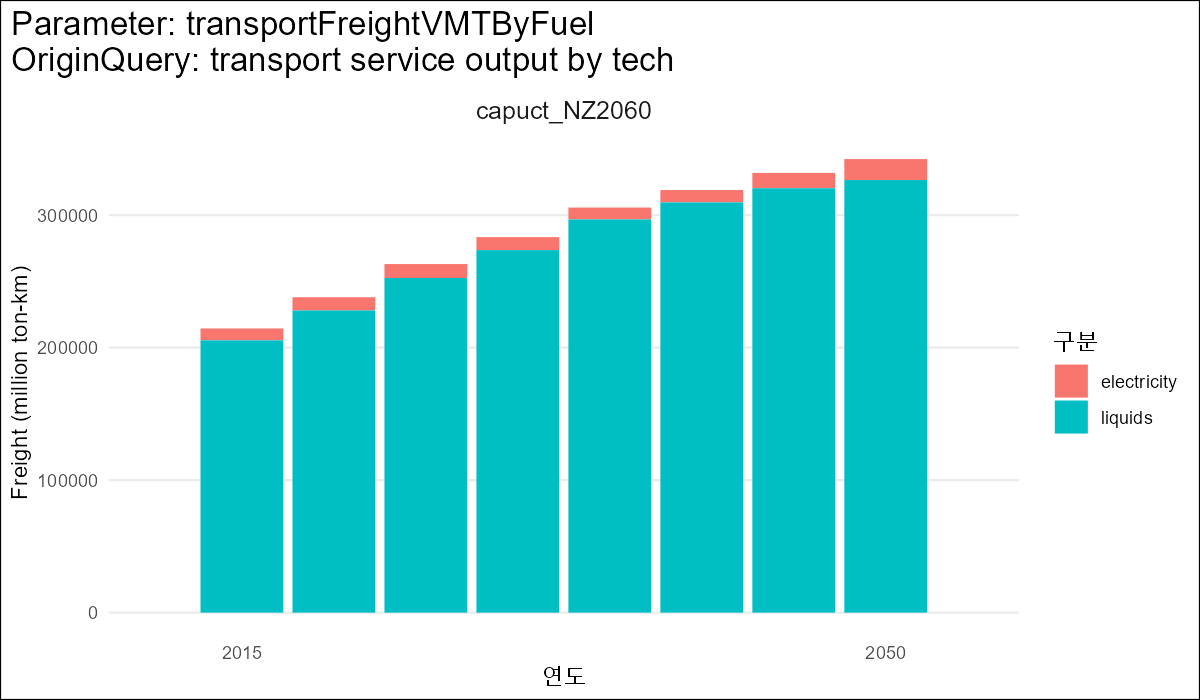 Parameter: transportFreightVMTByFuel
OriginQuery: transport service output by tech
capuct_NZ2060
Freight (million ton-km)
300000
200000
100000
0
2015
2050
연도
구분
electricity
liquids